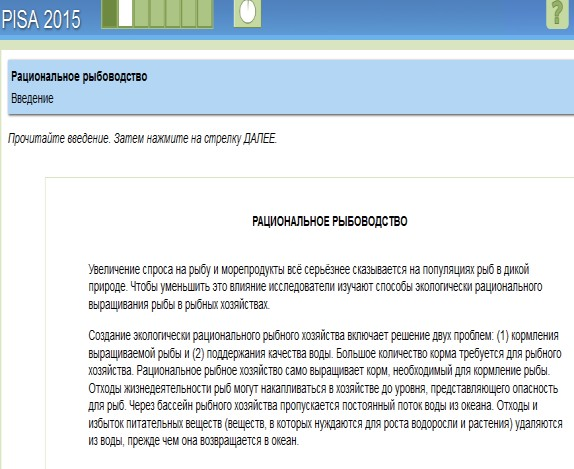 PISA 2015
?
Рациональное рыбоводство
Введение
Прочитайте введение. Затем нажмите на стрелку ДАЛЕЕ.
РАЦИОНАЛЬНОЕ РЫБОВОДСТВО
Увеличение спроса на рыбу и морепродукты всё серьёзнее сказывается на популяциях рыб в дикой
природе. Чтобы уменьшить это влияние исследователи изучают способы экологически рационального
выращивания рыбы в рыбных хозяйствах.
Создание экологически рационального рыбного хозяйства включает решение двух проблем: (1) кормления
выращиваемой рыбы и (2) поддержания качества воды. Большое количество корма требуется для рыбного
хозяйства. Рациональное рыбное хозяйство само выращивает корм, необходимый для кормления рыбы.
Отходы жизнедеятельности рыб могут накапливаться в хозяйстве до уровня, представляющего опасность
для рыб. Через бассейн рыбного хозяйства пропускается постоянный поток воды из океана. Отходы и
избыток питательных веществ (веществ, в которых нуждаются для роста водоросли и растения) удаляются
из воды, прежде чем она возвращается в океан.